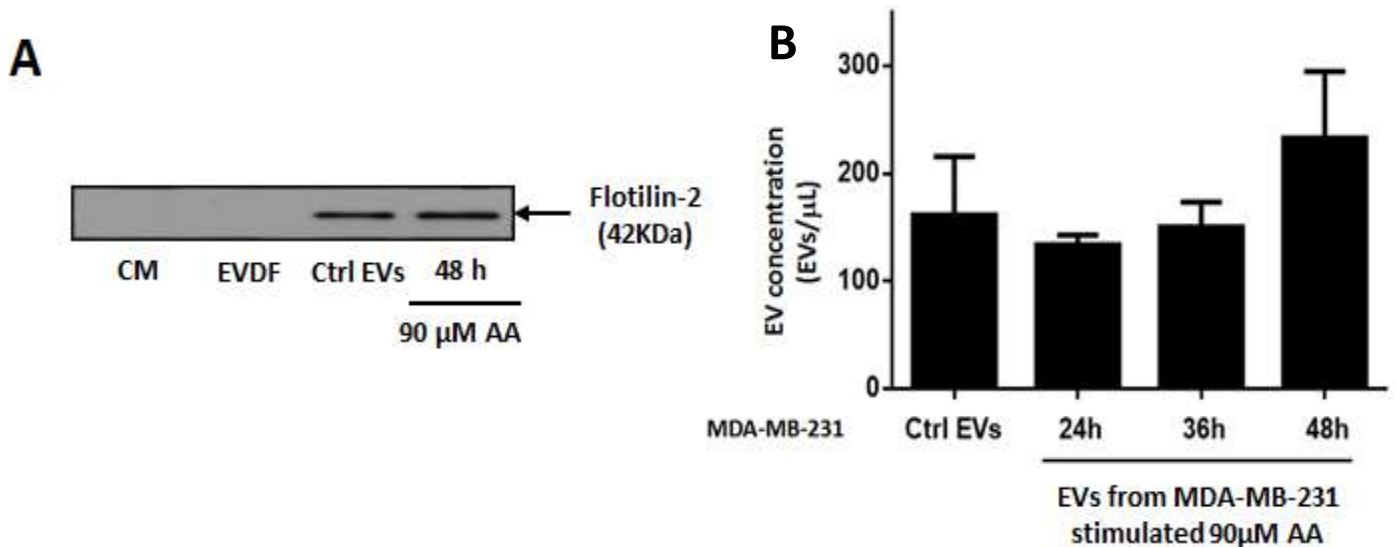 A
Flotilin-2
(42KDa)
CM EVDF Ctrl EVs 48 h
90 µM AA
B
EV concentration
(EVs/µL)
300
200
100
0
MDA-MB-231 Ctrl EVs 24h 36h 48h
EVs from MDA-MB-231
stimulated 90µM AA